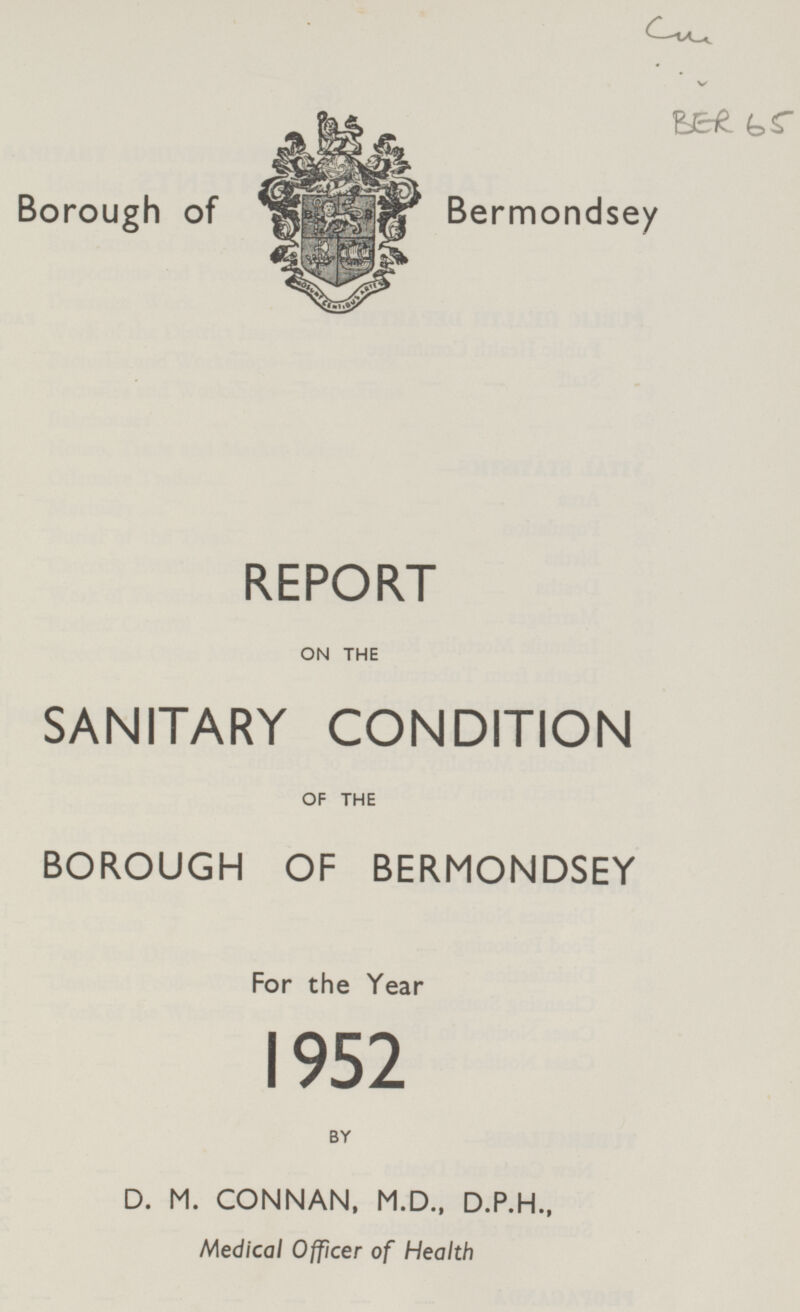 BER 65
Borough of Bermondsey
REPORT
ON THE
SANITARY CONDITION
OF THE
BOROUGH OF BERMONDSEY
For the Year
1952
BY
D. M. CONNAN, M.D., D.P.H.,
Medical Officer of Health